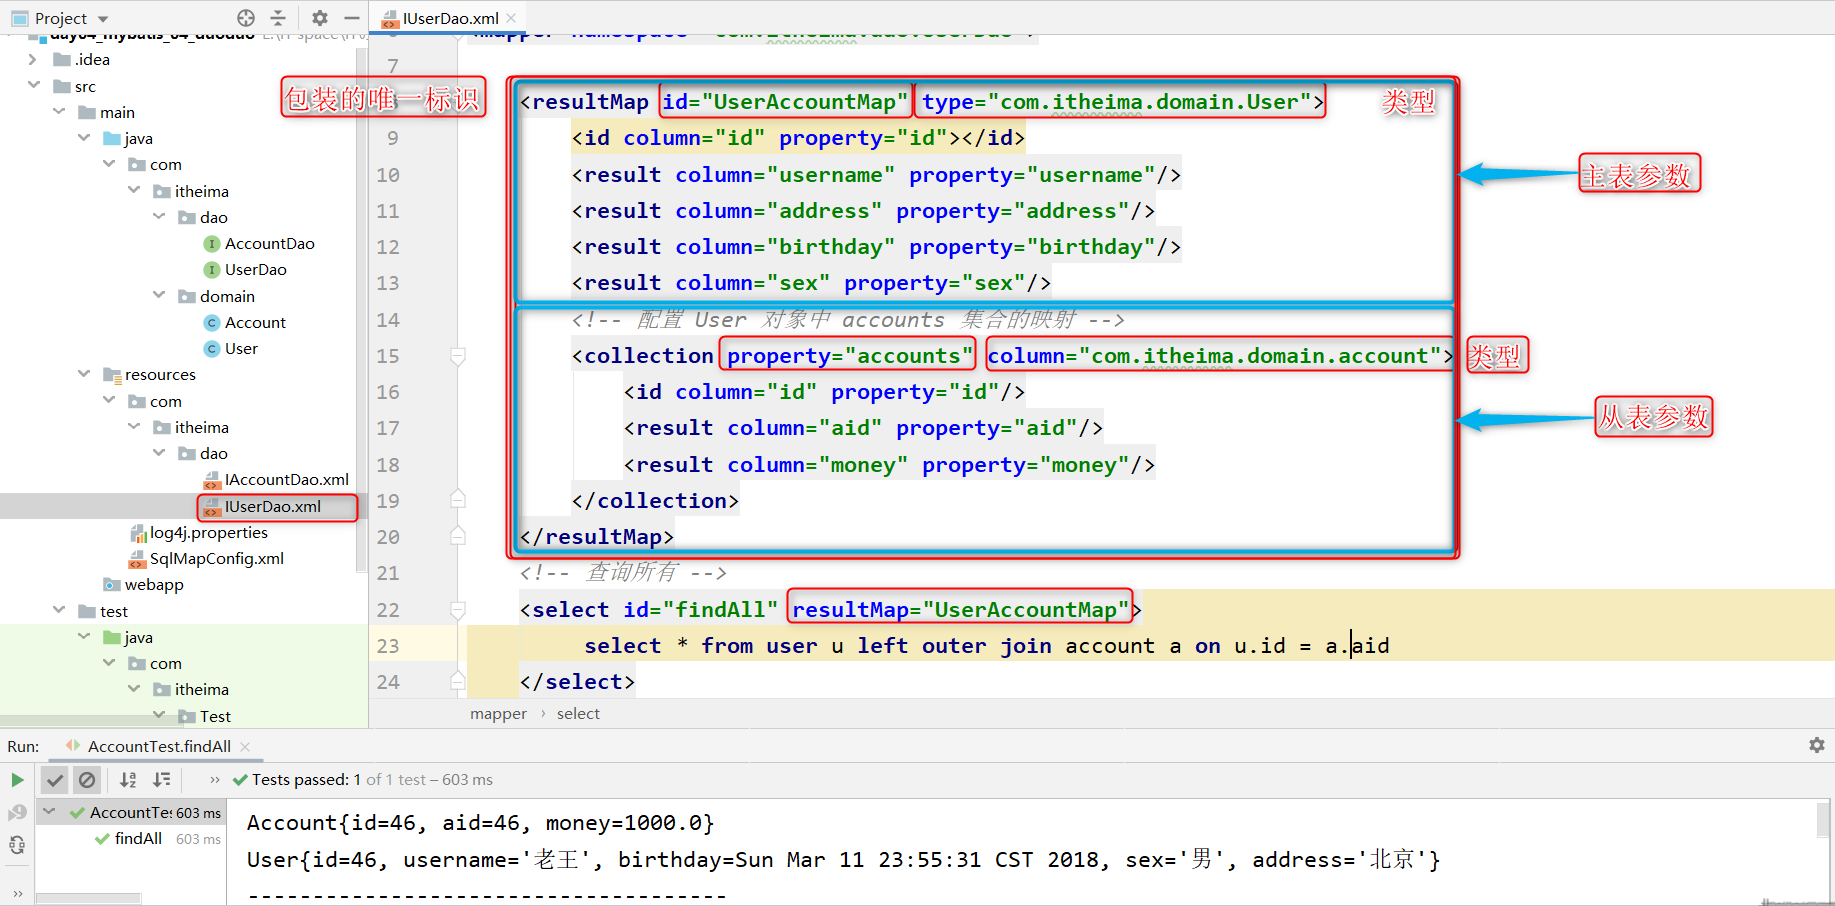 Project
IUserDao.xml
.idea
src
main
java
com
itheima
dao
AccountDao
UserDao
domain
Account
User
resources
com
itheima
dao
IAccountDao.xml
IUserDao.xml
log4j.properties
SqlMapConfig.xml
webapp
test
java
com
itheima
Test
7
包装的唯一标识
<resultMap id="UserAccountMap" type="com.itheima.domain.User">
类型
9 <id column="id" property="id"></id>
10 <result column="username" property="username"/>
主表参数
11 <result column="address" property="address"/>
12 <result column="birthday" property="birthday"/>
13 <result column="sex" property="sex"/>
14 <!-- 配置 User 对象中 accounts 集合的映射 -->
15 <collection property="accounts" column="com.itheima.domain.account">
类型
16 <id column="id" property="id"/>
17 <result column="aid" property="aid"/>
从表参数
18 <result column="money" property="money"/>
19 </collection>
20 </resultMap>
21 <!-- 查询所有 -->
22 <select id="findAll" resultMap="UserAccountMap">
23 select * from user u left outer join account a on u.id = a.aid
24 </select>
mapper › select
Run: AccountTest.findAll
» Tests passed: 1 of 1 test – 603 ms
AccountTes 603 ms
findAll 603 ms
Account{id=46, aid=46, money=1000.0}
User{id=46, username='老王', birthday=Sun Mar 11 23:55:31 CST 2018, sex='男', address='北京'}
-------------------------------------